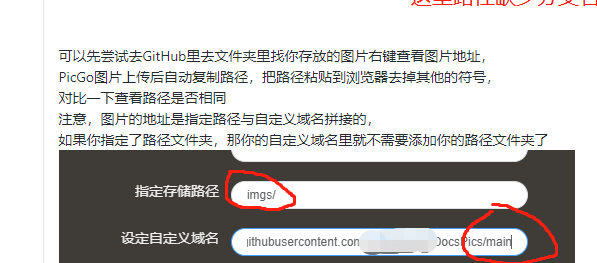 可以先尝试去GitHub里去文件夹里找你存放的图片右键查看图片地址，
PicGo图片上传后自动复制路径，把路径粘贴到浏览器去掉其他的符号，
对比一下查看路径是否相同
注意，图片的地址是指定路径与自定义域名拼接的，
如果你指定了路径文件夹，那你的自定义域名里就不需要添加你的路径文件夹了
指定存储路径 imgs/
设定自定义域名 githubusercontent.com DocsPics/main